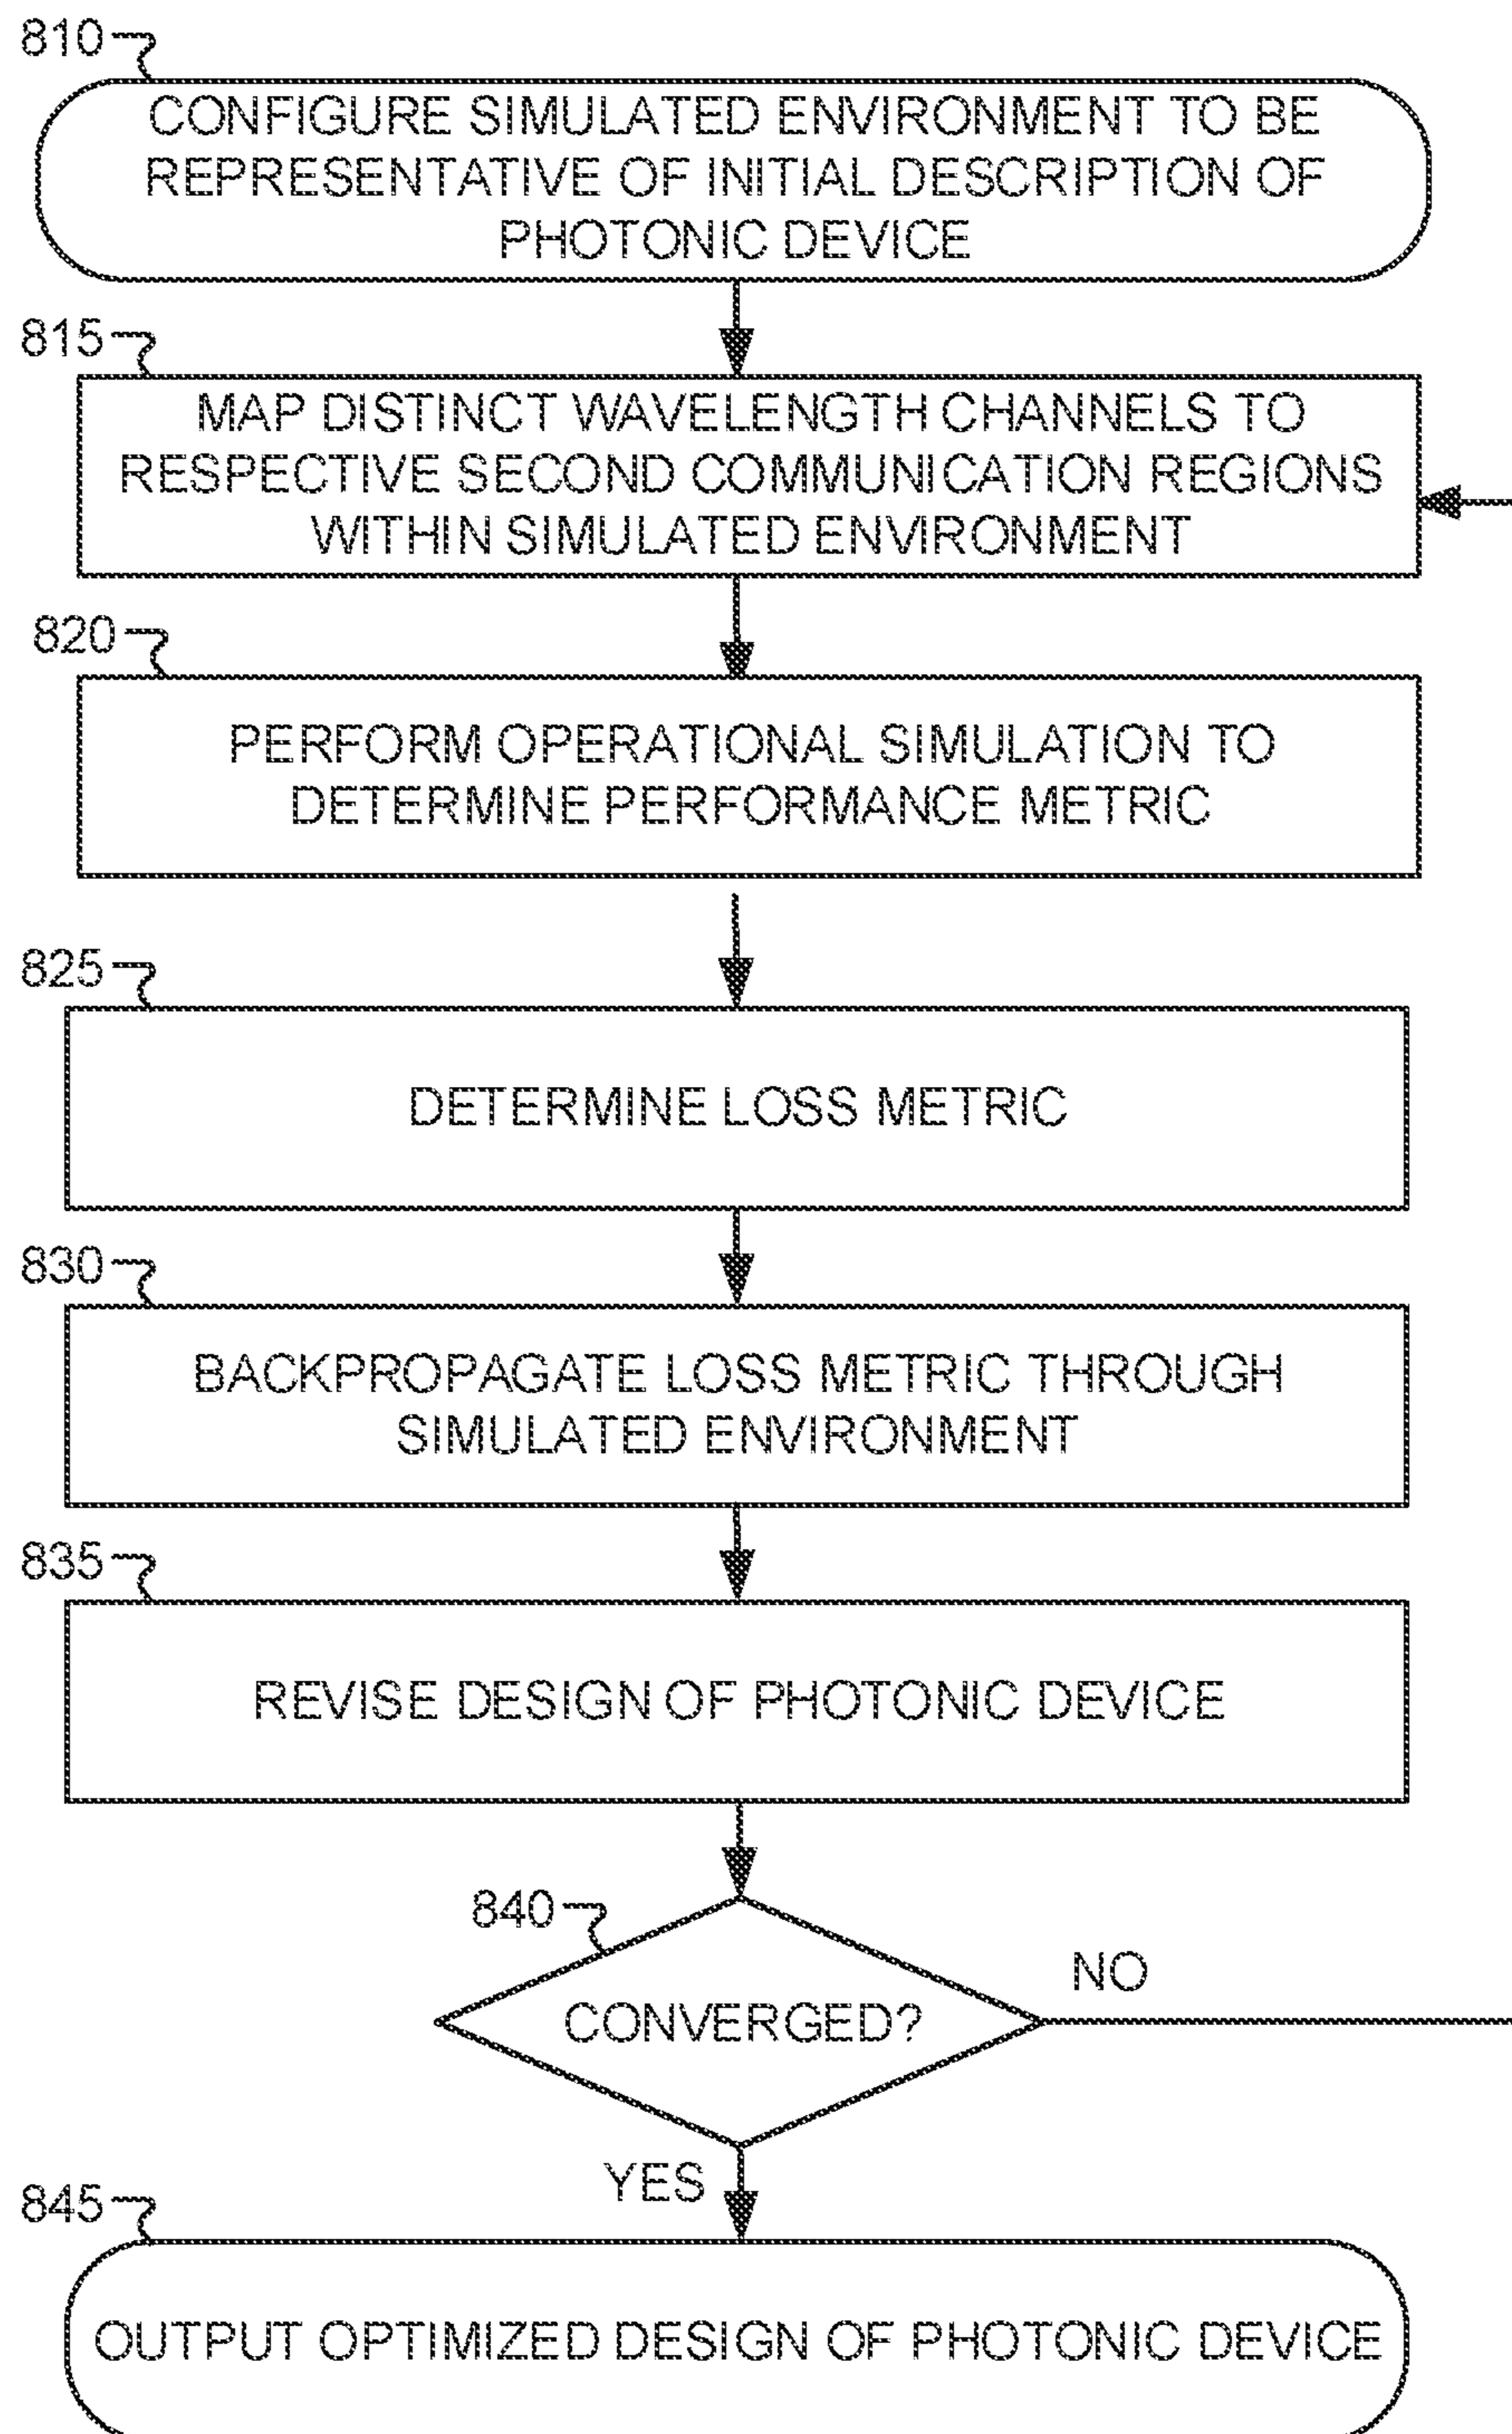 810
CONFIGURE SIMULATED ENVIRONMENT TO BE
REPRESENTATIVE OF INITIAL DESCRIPTION OF
PHOTONIC DEVICE
815
MAP DISTINCT WAVELENGTH CHANNELS TO
RESPECTIVE SECOND COMMUNICATION REGIONS
WITHIN SIMULATED ENVIRONMENT
820
PERFORM OPERATIONAL SIMULATION TO
DETERMINE PERFORMANCE METRIC
825
DETERMINE LOSS METRIC
830
BACKPROPAGATE LOSS METRIC THROUGH
SIMULATED ENVIRONMENT
835
REVISE DESIGN OF PHOTONIC DEVICE
840
CONVERGED?
NO
YES
845
OUTPUT OPTIMIZED DESIGN OF PHOTONIC DEVICE